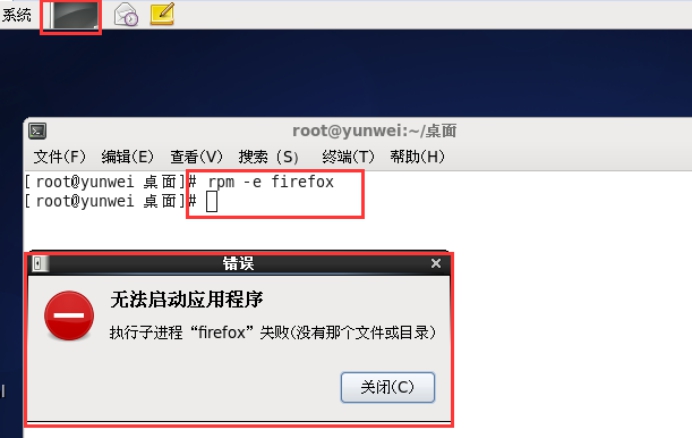 系统
root@yunwei:~/桌面
文件(F) 编辑(E) 查看(V) 搜索 (S) 终端(T) 帮助(H)
[root@yunwei 桌面]# rpm -e firefox
[root@yunwei 桌面]#
错误
无法启动应用程序
执行子进程“firefox”失败(没有那个文件或目录)
关闭(C)